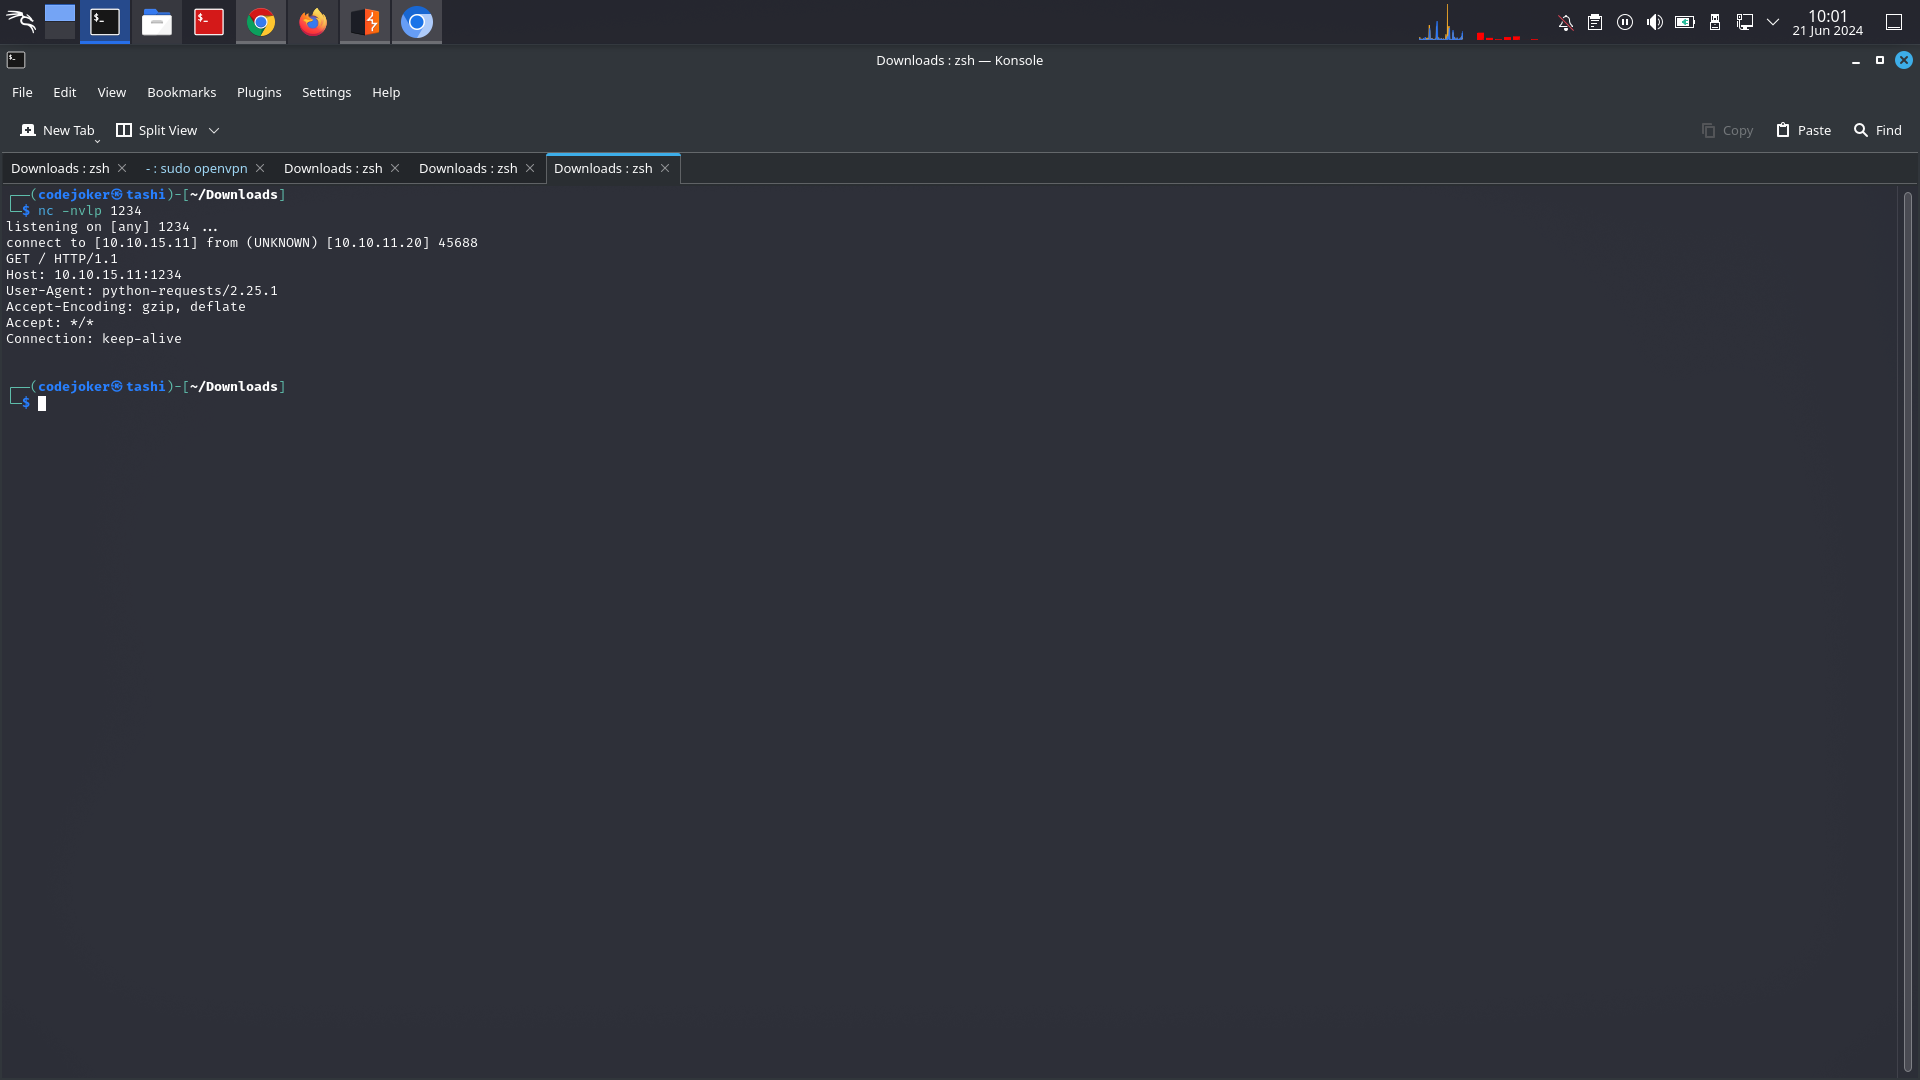 10:01
21 Jun 2024
Downloads : zsh — Konsole
File Edit View Bookmarks Plugins Settings Help
New Tab Split View Copy Paste Find
Downloads : zsh - : sudo openvpn Downloads : zsh Downloads : zsh Downloads : zsh
┌──(codejoker㉿tashi)-[~/Downloads]
└─$ nc -nvlp 1234
listening on [any] 1234 ...
connect to [10.10.15.11] from (UNKNOWN) [10.10.11.20] 45688
GET / HTTP/1.1
Host: 10.10.15.11:1234
User-Agent: python-requests/2.25.1
Accept-Encoding: gzip, deflate
Accept: */*
Connection: keep-alive
┌──(codejoker㉿tashi)-[~/Downloads]
└─$